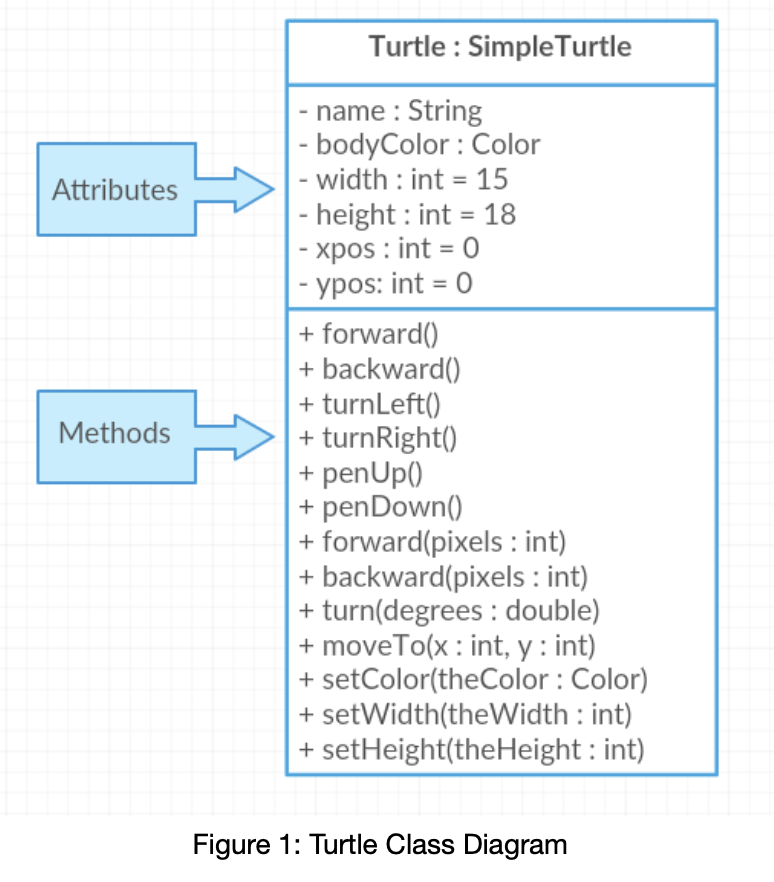 Turtle : SimpleTurtle
Attributes
- name : String
- bodyColor : Color
- width : int = 15
- height : int = 18
- xpos : int = 0
- ypos: int = 0
Methods
+ forward()
+ backward()
+ turnLeft()
+ turnRight()
+ penUp()
+ penDown()
+ forward(pixels : int)
+ backward(pixels : int)
+ turn(degrees : double)
+ moveTo(x : int, y : int)
+ setColor(theColor : Color)
+ setWidth(theWidth : int)
+ setHeight(theHeight : int)
Figure 1: Turtle Class Diagram